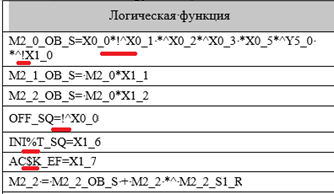 Логическая·функция
M2_0_OB_S=X0_0*!^X0_1·*^X0_2*^X0_3·*X0_5*^Y5_0·
*^!X1_0
M2_1_OB_S=·M2_0*X1_1
M2_2_OB_S=·M2_0*X1_2
OFF_SQ=!^X0_0
INI%T_SQ=X1_6
AC$K_EF=X1_7
M2_2·=·M2_2_OB_S·+·M2_2·*^·M2_2_S1_R